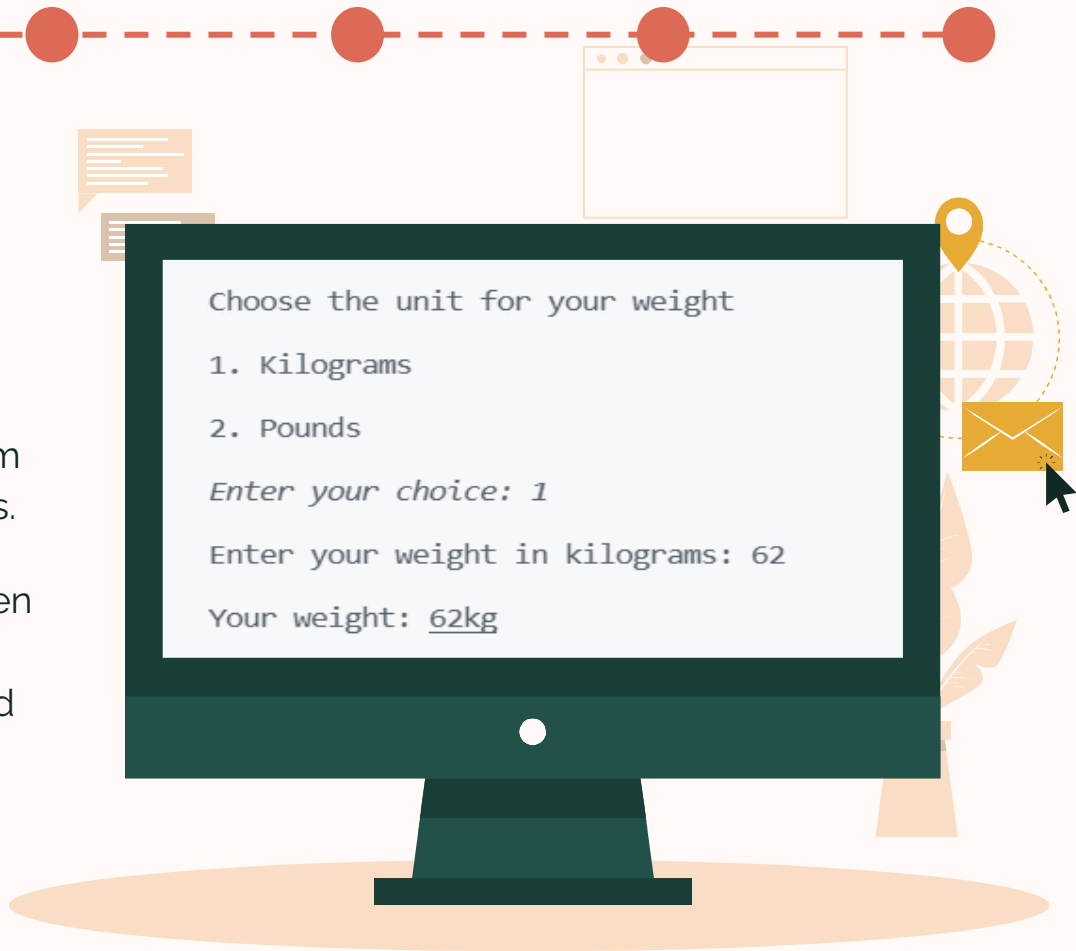 Choose the unit for your weight
1. Kilograms
2. Pounds
Enter your choice: 1
Enter your weight in kilograms: 62
Your weight: 62kg